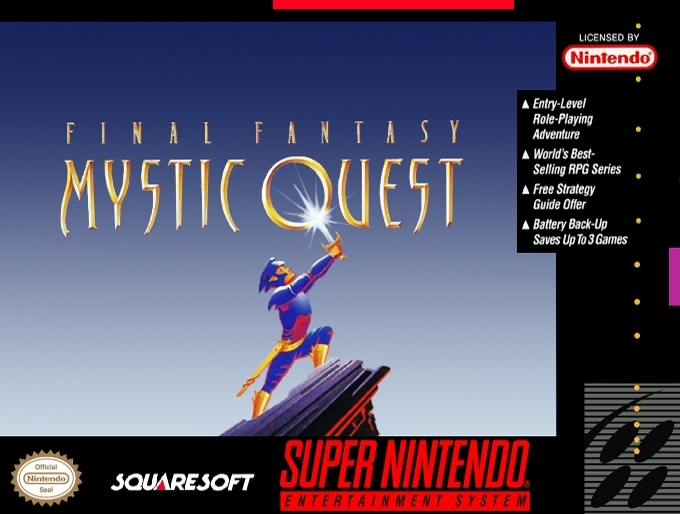 LICENSED BY
Nintendo®
▲ Entry-Level
Role-Playing
Adventure
▲ World's Best-
Selling RPG Series
▲ Free Strategy
Guide Offer
▲ Battery Back-Up
Saves Up To 3 Games
FINAL FANTASY
MYSTIC QUEST
Official
Nintendo
Seal
SQUARESOFT
SUPER NINTENDO®
ENTERTAINMENT SYSTEM